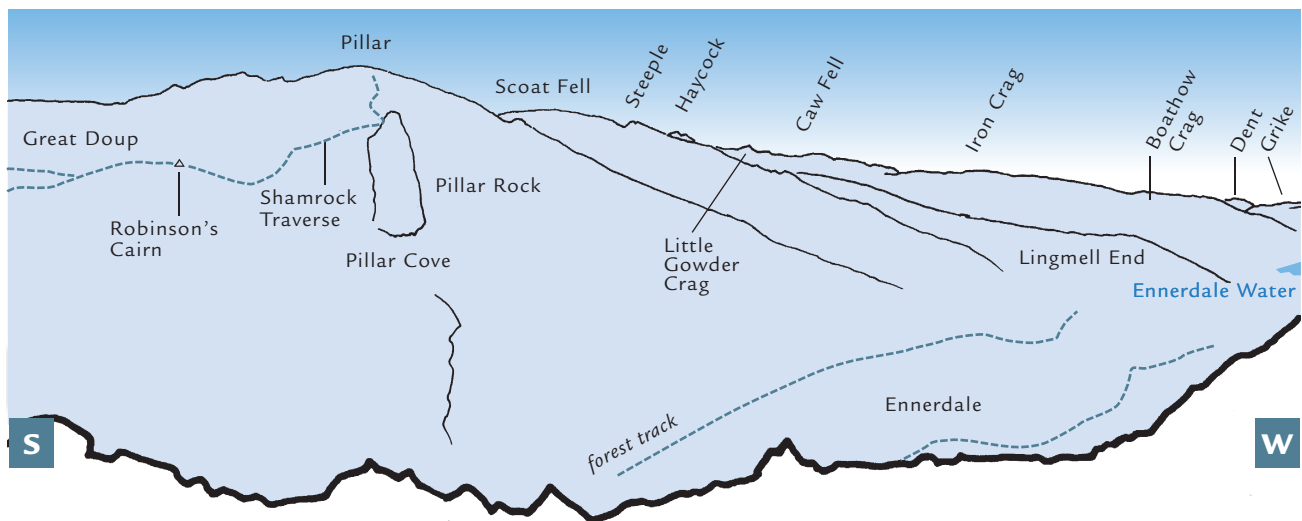 Pillar
Scoat Fell
Steeple
Haycock
Caw Fell
Iron Crag
Boathow
Crag
Dent
Grike
Great Doup
Robinson's
Cairn
Shamrock
Traverse
Pillar Rock
Pillar Cove
Little
Gowder
Crag
Lingmell End
Ennerdale Water
forest track
Ennerdale
S
W